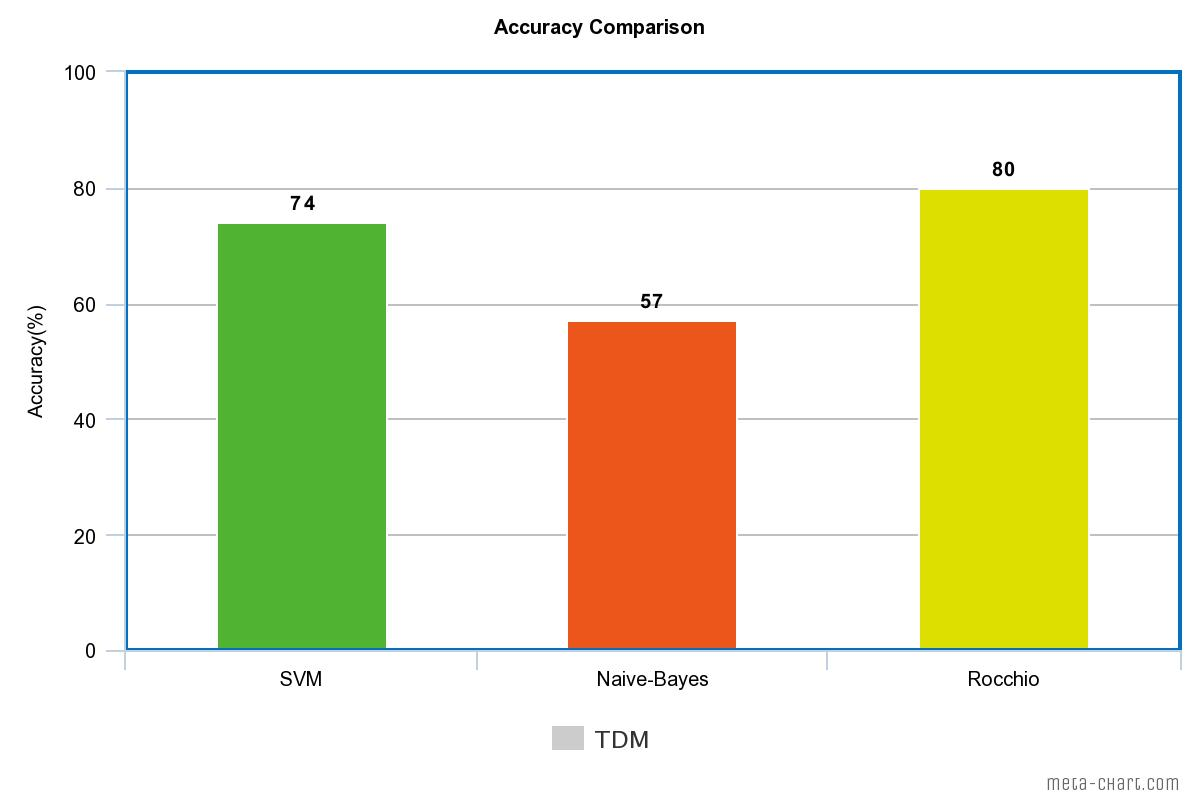 Accuracy Comparison
100
80
60
40
20
0
Accuracy(%)
74
57
80
SVM
Naive-Bayes
Rocchio
TDM
meta-chart.com